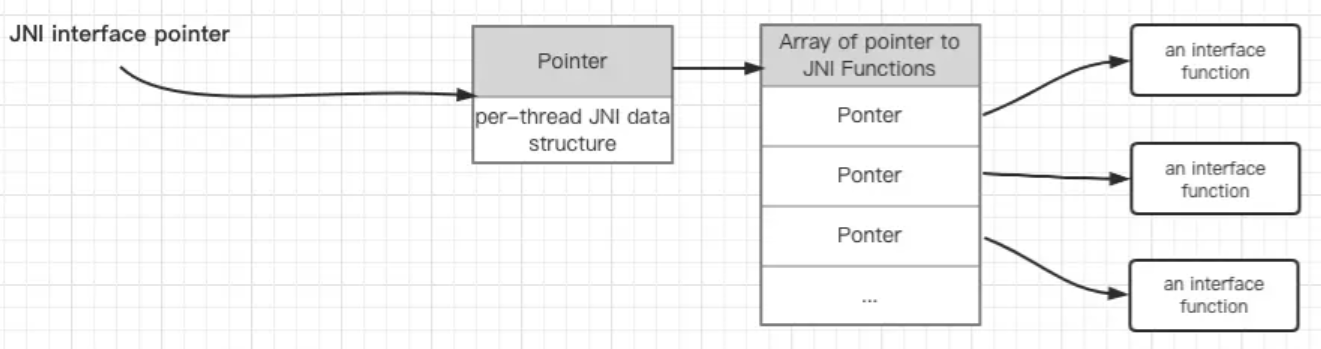 JNI interface pointer
Pointer
per-thread JNI data
structure
Array of pointer to
JNI Functions
Ponter
Ponter
Ponter
...
an interface
function
an interface
function
an interface
function